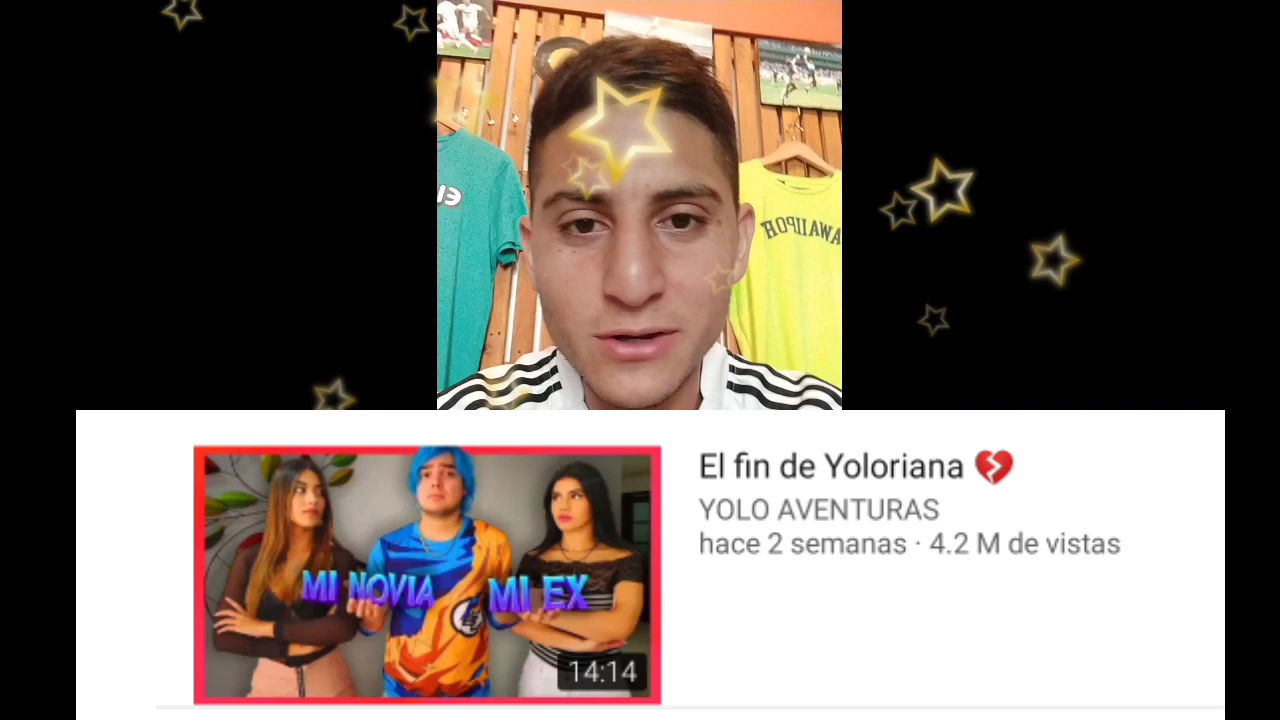 El fin de Yoloriana 💔
YOLO AVENTURAS
hace 2 semanas · 4.2 M de vistas
MI NOVIA
MI EX
14:14